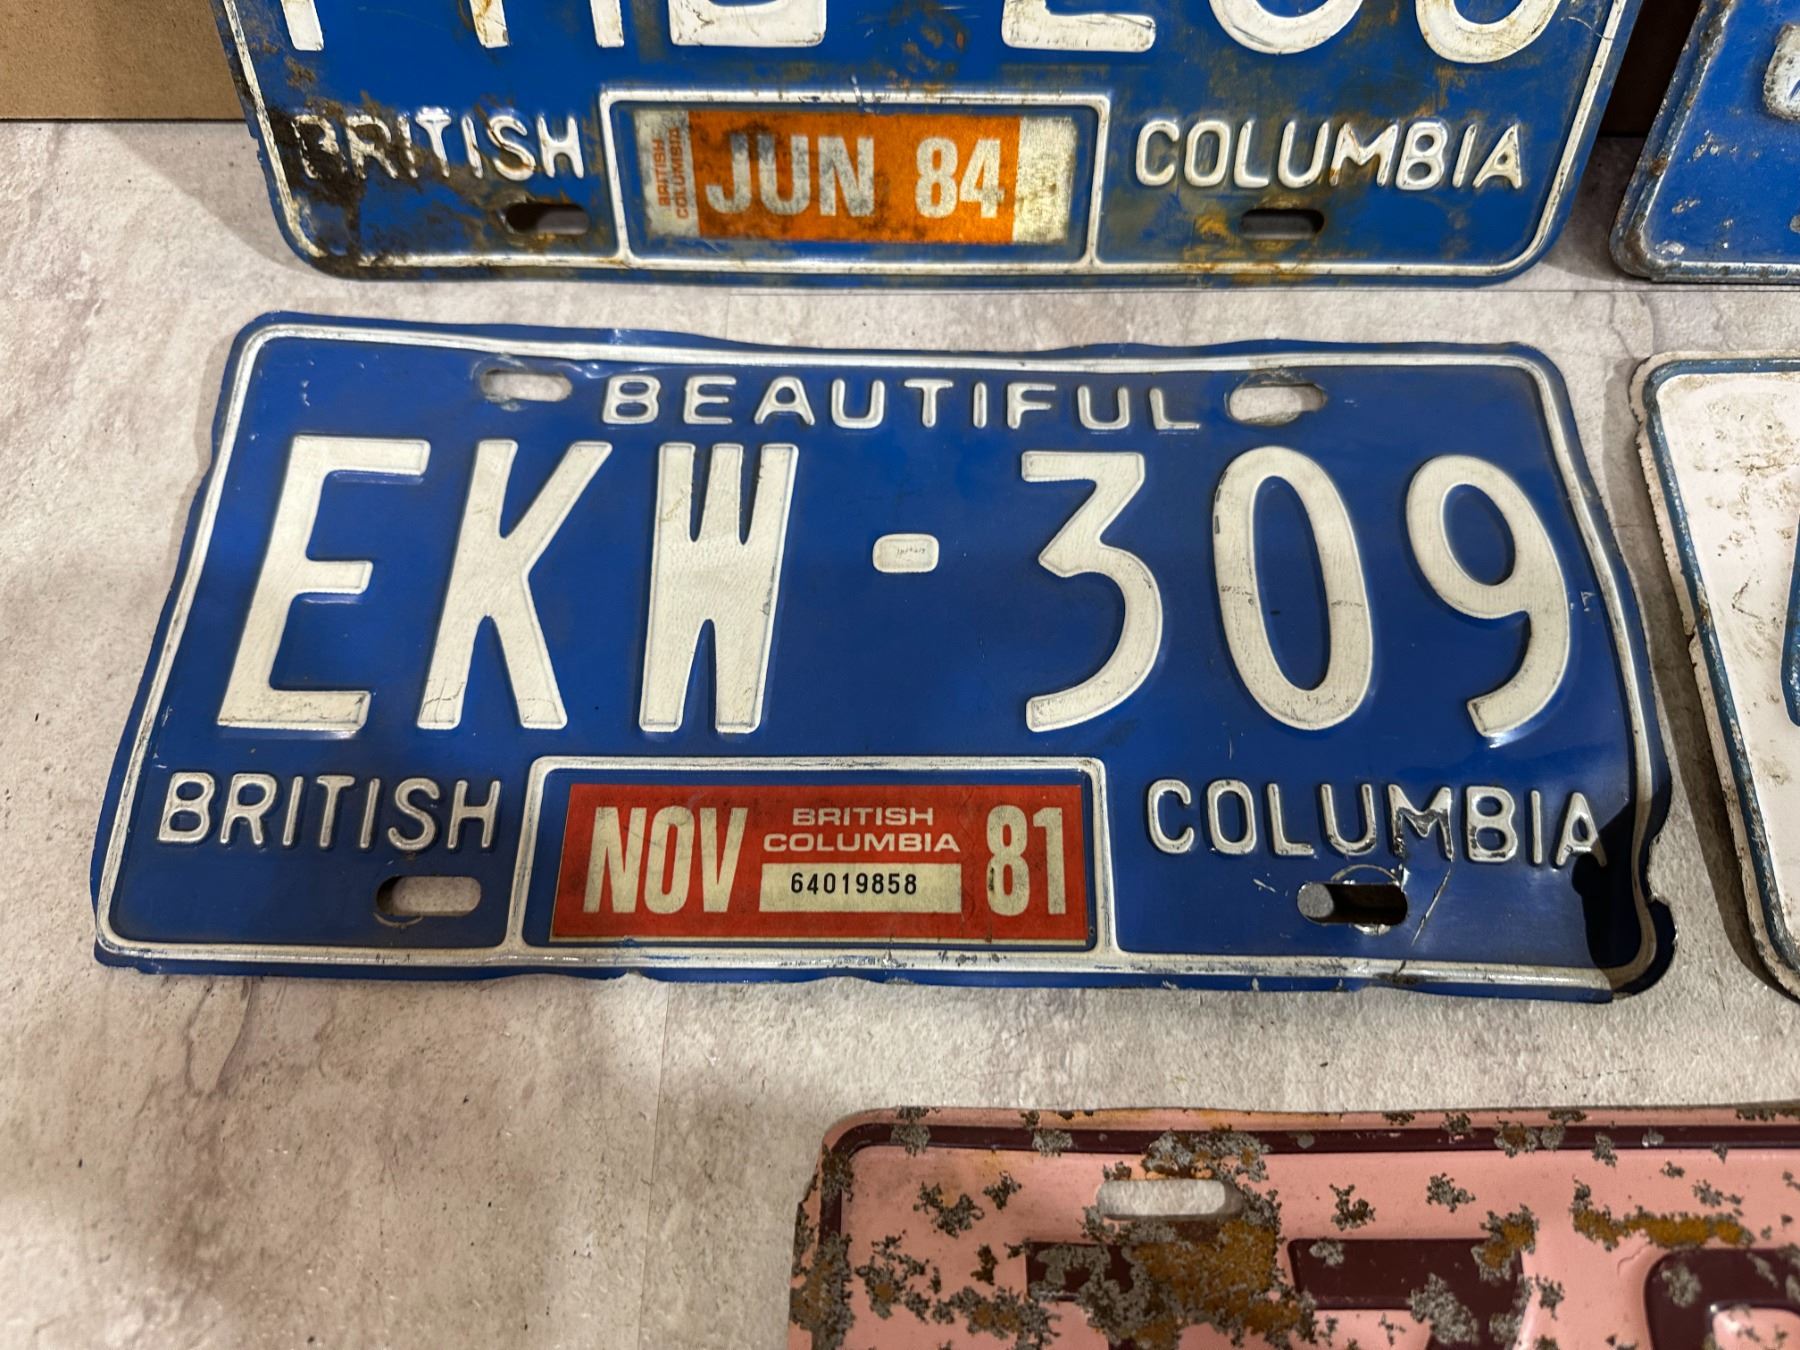 BRITISH COLUMBIA JUN 84 COLUMBIA
BRITISH
BEAUTIFUL
EKW-309
BRITISH NOV BRITISH COLUMBIA 81 COLUMBIA
64019858